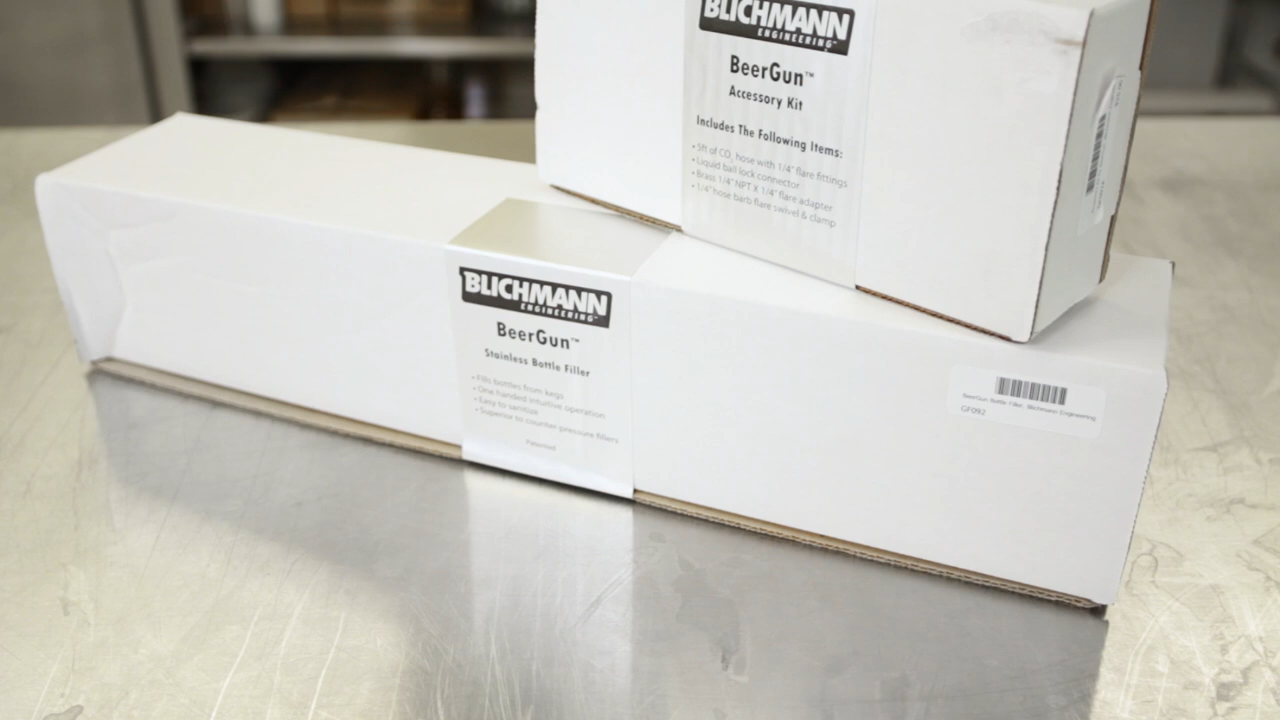 BLICHMANN
ENGINEERING™
BeerGun™
Accessory Kit
Includes The Following Items:
• 5ft of CO₂ hose with 1/4" flare fittings
• Liquid ball lock connector
• Brass 1/4" NPT X 1/4" flare adapter
• 1/4" hose barb flare swivel & clamp
BLICHMANN
ENGINEERING™
BeerGun™
Stainless Bottle Filler
• Fills bottles from kegs
• One handed intuitive operation
• Easy to sanitize
• Superior to counter-pressure fillers
Patented
BeerGun Bottle Filler, Blichmann Engineering
GF092